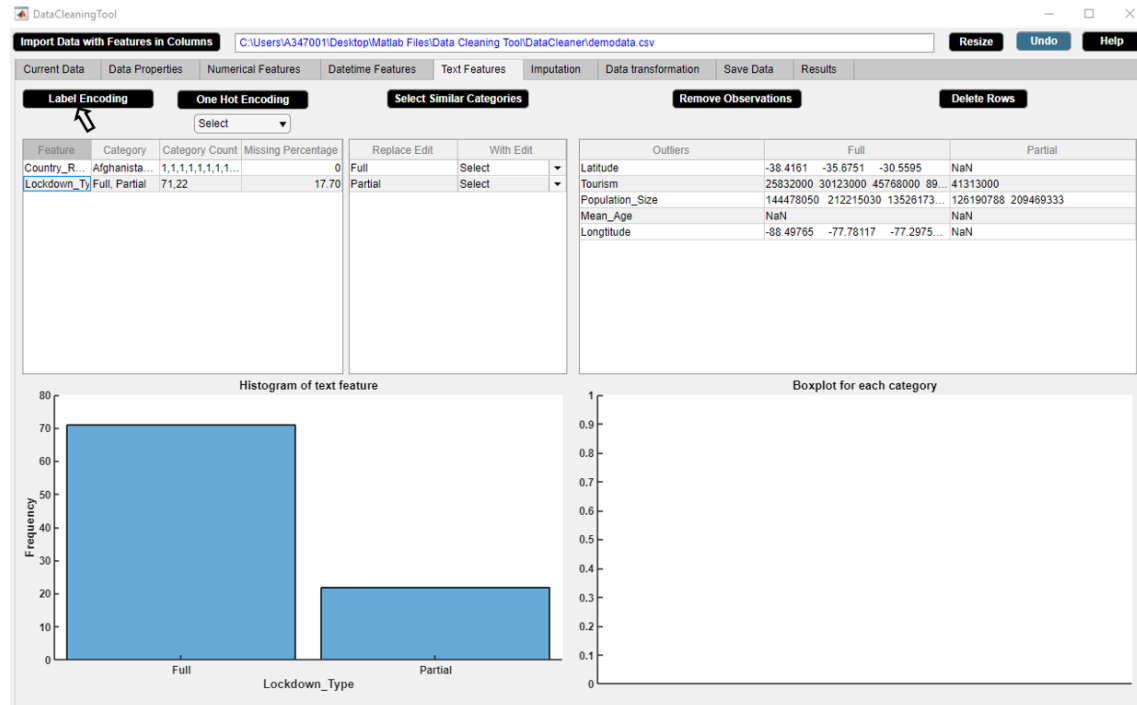 DataCleaningTool
Import Data with Features in Columns C:\Users\A347001\Desktop\Matlab Files\Data Cleaning Tool\DataCleaner\demodata.csv Resize Undo Help
Current Data Data Properties Numerical Features Datetime Features Text Features Imputation Data transformation Save Data Results
Label Encoding One Hot Encoding Select Similar Categories Remove Observations Delete Rows
Select
Feature Category Category Count Missing Percentage Replace Edit With Edit Outliers Full Partial
Country_R... Afghanista... 1,1,1,1,1,1,1,1... 0 Full Select Latitude -38.4161 -35.6751 -30.5595 NaN
Lockdown_Ty Full, Partial 71,22 17.70 Partial Select Tourism 25832000 30123000 45768000 89... 41313000
Population_Size 144478050 212215030 13526173... 126190788 209469333
Mean_Age NaN NaN
Longtitude -88.49765 -77.78117 -77.2975... NaN
Histogram of text feature Boxplot for each category
80 1
0.9
70
0.8
60 0.7
50 0.6
Frequency
40 0.5
30 0.4
0.3
20
0.2
10 0.1
0 0
Full Partial
Lockdown_Type